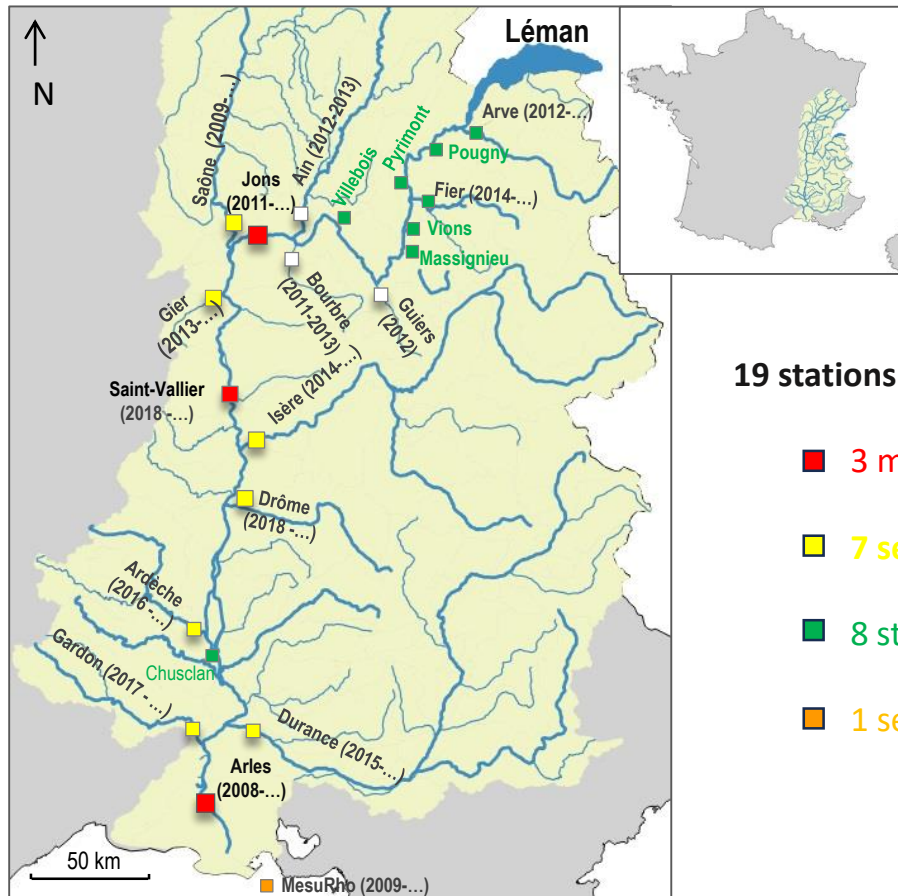 Léman
N
Saône (2009-...)
Ain (2012-2013)
Arve (2012-...)
Pyrimont
Pougny
Villebois
Jons
(2011-...)
Fier (2014-...)
Vions
Massignieu
Gier
(2013-...)
Bourbre
(2011-2013)
Guiers
(2012)
Saint-Vallier
(2018 -...)
Isère (2014-...)
19 stations
3 m
7 se
8 st
1 se
Drôme
(2018 -...)
Ardèche
(2016 -...)
Chusclan
Gardon (2017 -...)
Durance (2015-...)
Arles
(2008-...)
50 km
MesuRho (2009-...)